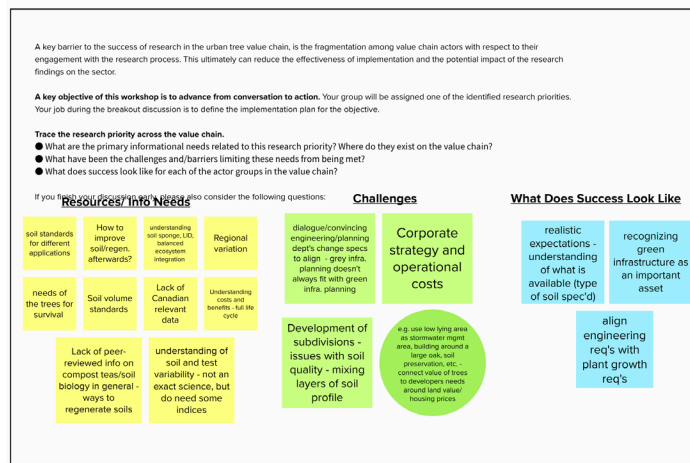 A key barrier to the success of research in the urban tree value chain, is the fragmentation among value chain actors with respect to their
engagement with the research process. This ultimately can reduce the effectiveness of implementation and the potential impact of the research
findings on the sector.
A key objective of this workshop is to advance from conversation to action. Your group will be assigned one of the identified research priorities.
Your job during the breakout discussion is to define the implementation plan for the objective.
Trace the research priority across the value chain.
● What are the primary informational needs related to this research priority? Where do they exist on the value chain?
● What have been the challenges and/barriers limiting these needs from being met?
● What does success look like for each of the actor groups in the value chain?
If you finish your discussion early, please also consider the following questions:
Resources/ Info Needs
soil standards
for different
applications
How to
improve
soil/regen.
afterwards?
understanding
soil sponge, LID,
balanced
ecosystem
integration
Regional
variation
needs of
the trees for
survival
Soil volume
standards
Lack of
Canadian
relevant
data
Understanding
costs and
benefits - full life
cycle
Lack of peer-
reviewed info on
compost teas/soil
biology in general -
ways to
regenerate soils
understanding of
soil and test
variability - not an
exact science, but
do need some
indices
Challenges
dialogue/convincing
engineering/planning
dept's change specs
to align - grey infra.
planning doesn't
always fit with green
infra. planning
Corporate
strategy and
operational
costs
Development of
subdivisions -
issues with soil
quality - mixing
layers of soil
profile
e.g. use low lying area
as stormwater mgmt
area, building around a
large oak, soil
preservation, etc. -
connect value of trees
to developers needs
around land value/
housing prices
What Does Success Look Like
realistic
expectations -
understanding
of what is
available (type
of soil spec'd)
recognizing
green
infrastructure as
an important
asset
align
engineering
req's with
plant growth
req's